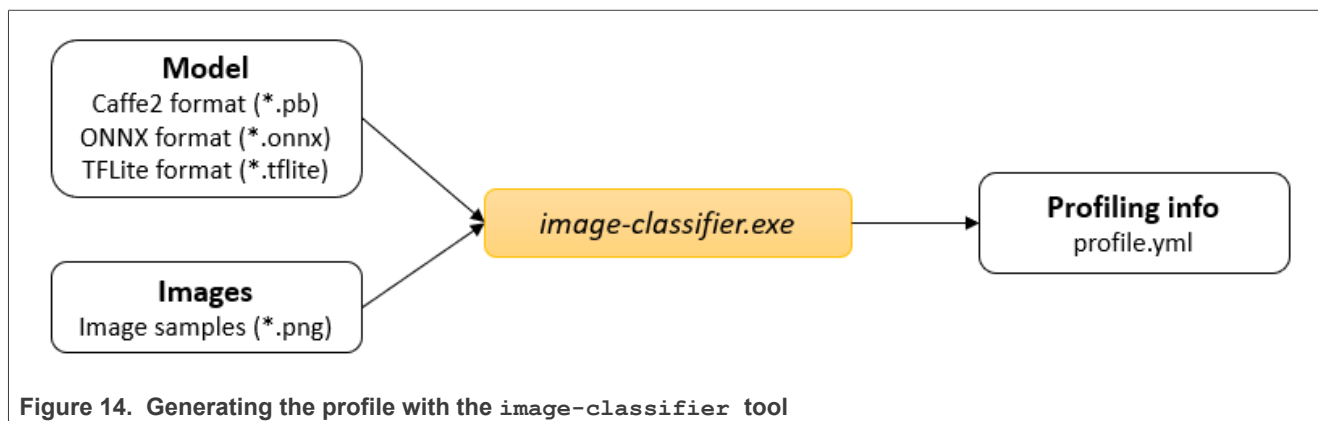 Model
Caffe2 format (*.pb)
ONNX format (*.onnx)
TFLite format (*.tflite)
Images
Image samples (*.png)
image-classifier.exe
Profiling info
profile.yml
Figure 14. Generating the profile with the image-classifier tool